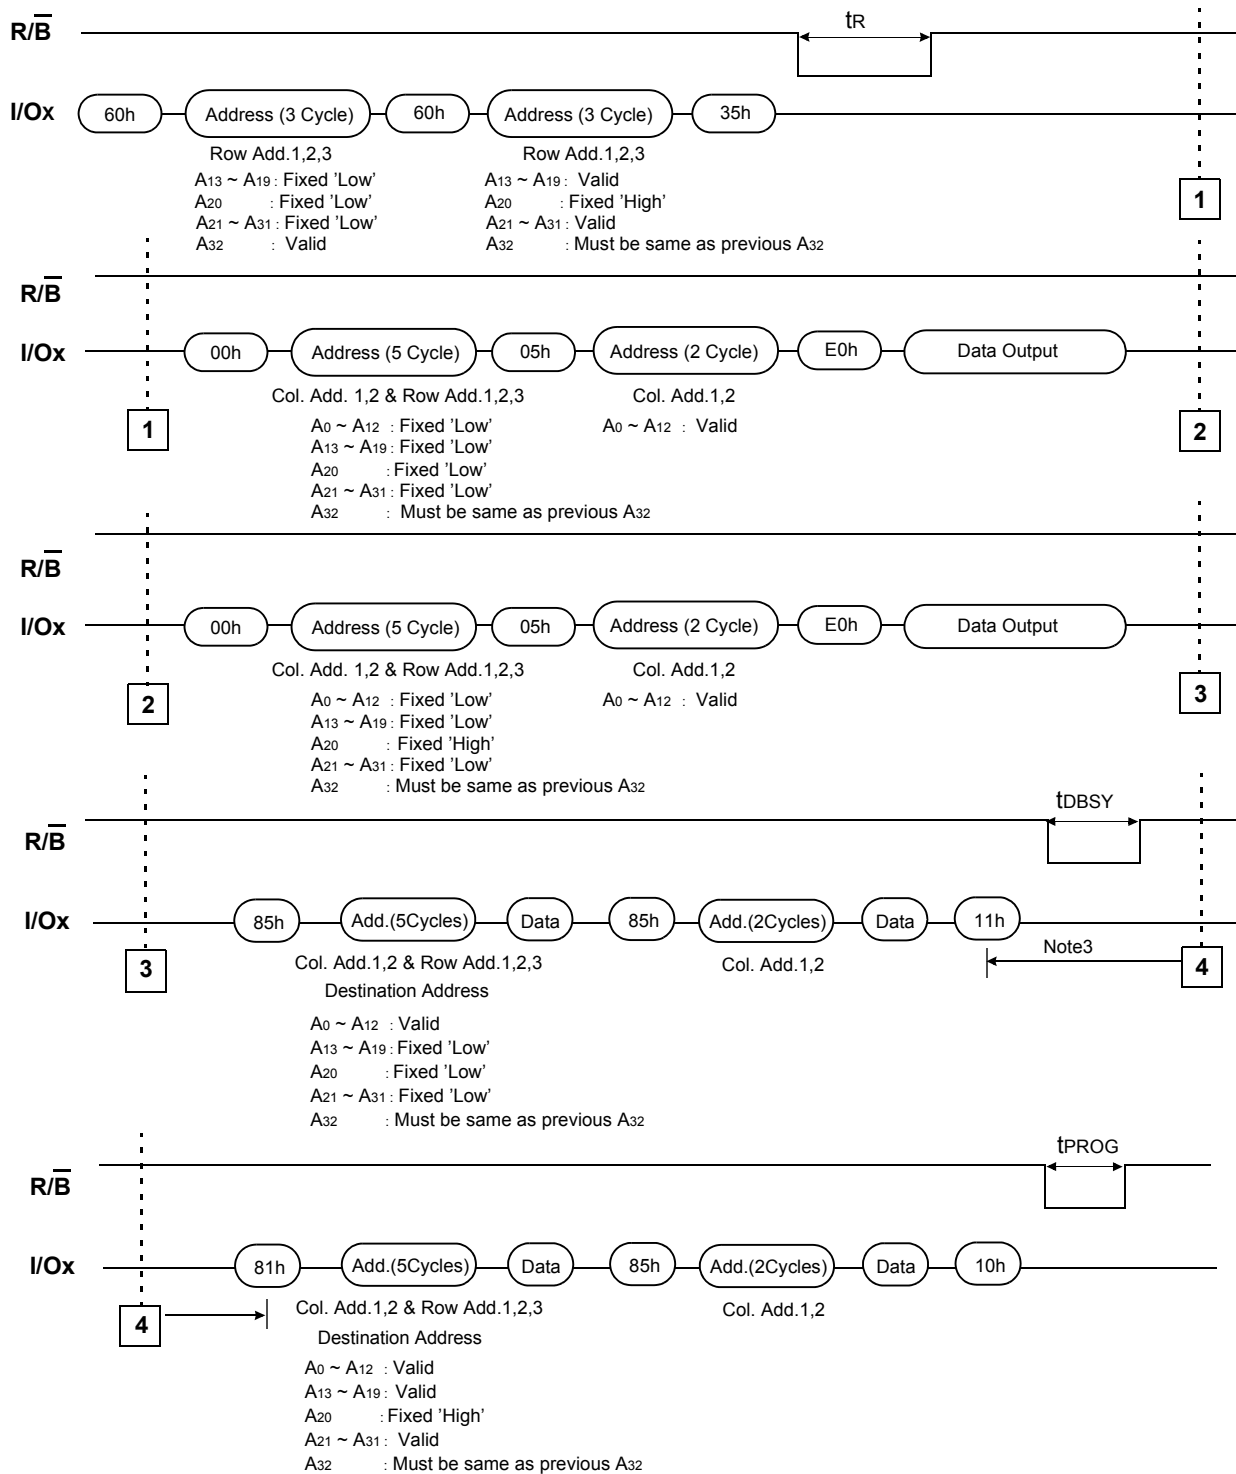 R/B tR
I/Ox 60h Address (3 Cycle) 60h Address (3 Cycle) 35h
Row Add.1,2,3 Row Add.1,2,3
A13 ~ A19 : Fixed 'Low' A13 ~ A19 : Valid
A20 : Fixed 'Low' A20 : Fixed 'High'
A21 ~ A31 : Fixed 'Low' A21 ~ A31 : Valid
A32 : Valid A32 : Must be same as previous A32
1
R/B
I/Ox 00h Address (5 Cycle) 05h Address (2 Cycle) E0h Data Output
Col. Add. 1,2 & Row Add.1,2,3 Col. Add.1,2
1 A0 ~ A12 : Fixed 'Low' A0 ~ A12 : Valid 2
A13 ~ A19 : Fixed 'Low'
A20 : Fixed 'Low'
A21 ~ A31 : Fixed 'Low'
A32 : Must be same as previous A32
R/B
I/Ox 00h Address (5 Cycle) 05h Address (2 Cycle) E0h Data Output
Col. Add. 1,2 & Row Add.1,2,3 Col. Add.1,2
2 A0 ~ A12 : Fixed 'Low' A0 ~ A12 : Valid 3
A13 ~ A19 : Fixed 'Low'
A20 : Fixed 'High'
A21 ~ A31 : Fixed 'Low'
A32 : Must be same as previous A32
R/B tDBSY
I/Ox 85h Add.(5Cycles) Data 85h Add.(2Cycles) Data 11h
Note3
3 Col. Add.1,2 & Row Add.1,2,3 Col. Add.1,2 4
Destination Address
A0 ~ A12 : Valid
A13 ~ A19 : Fixed 'Low'
A20 : Fixed 'Low'
A21 ~ A31 : Fixed 'Low'
A32 : Must be same as previous A32
R/B tPROG
I/Ox 81h Add.(5Cycles) Data 85h Add.(2Cycles) Data 10h
4 Col. Add.1,2 & Row Add.1,2,3 Col. Add.1,2
Destination Address
A0 ~ A12 : Valid
A13 ~ A19 : Valid
A20 : Fixed 'High'
A21 ~ A31 : Valid
A32 : Must be same as previous A32